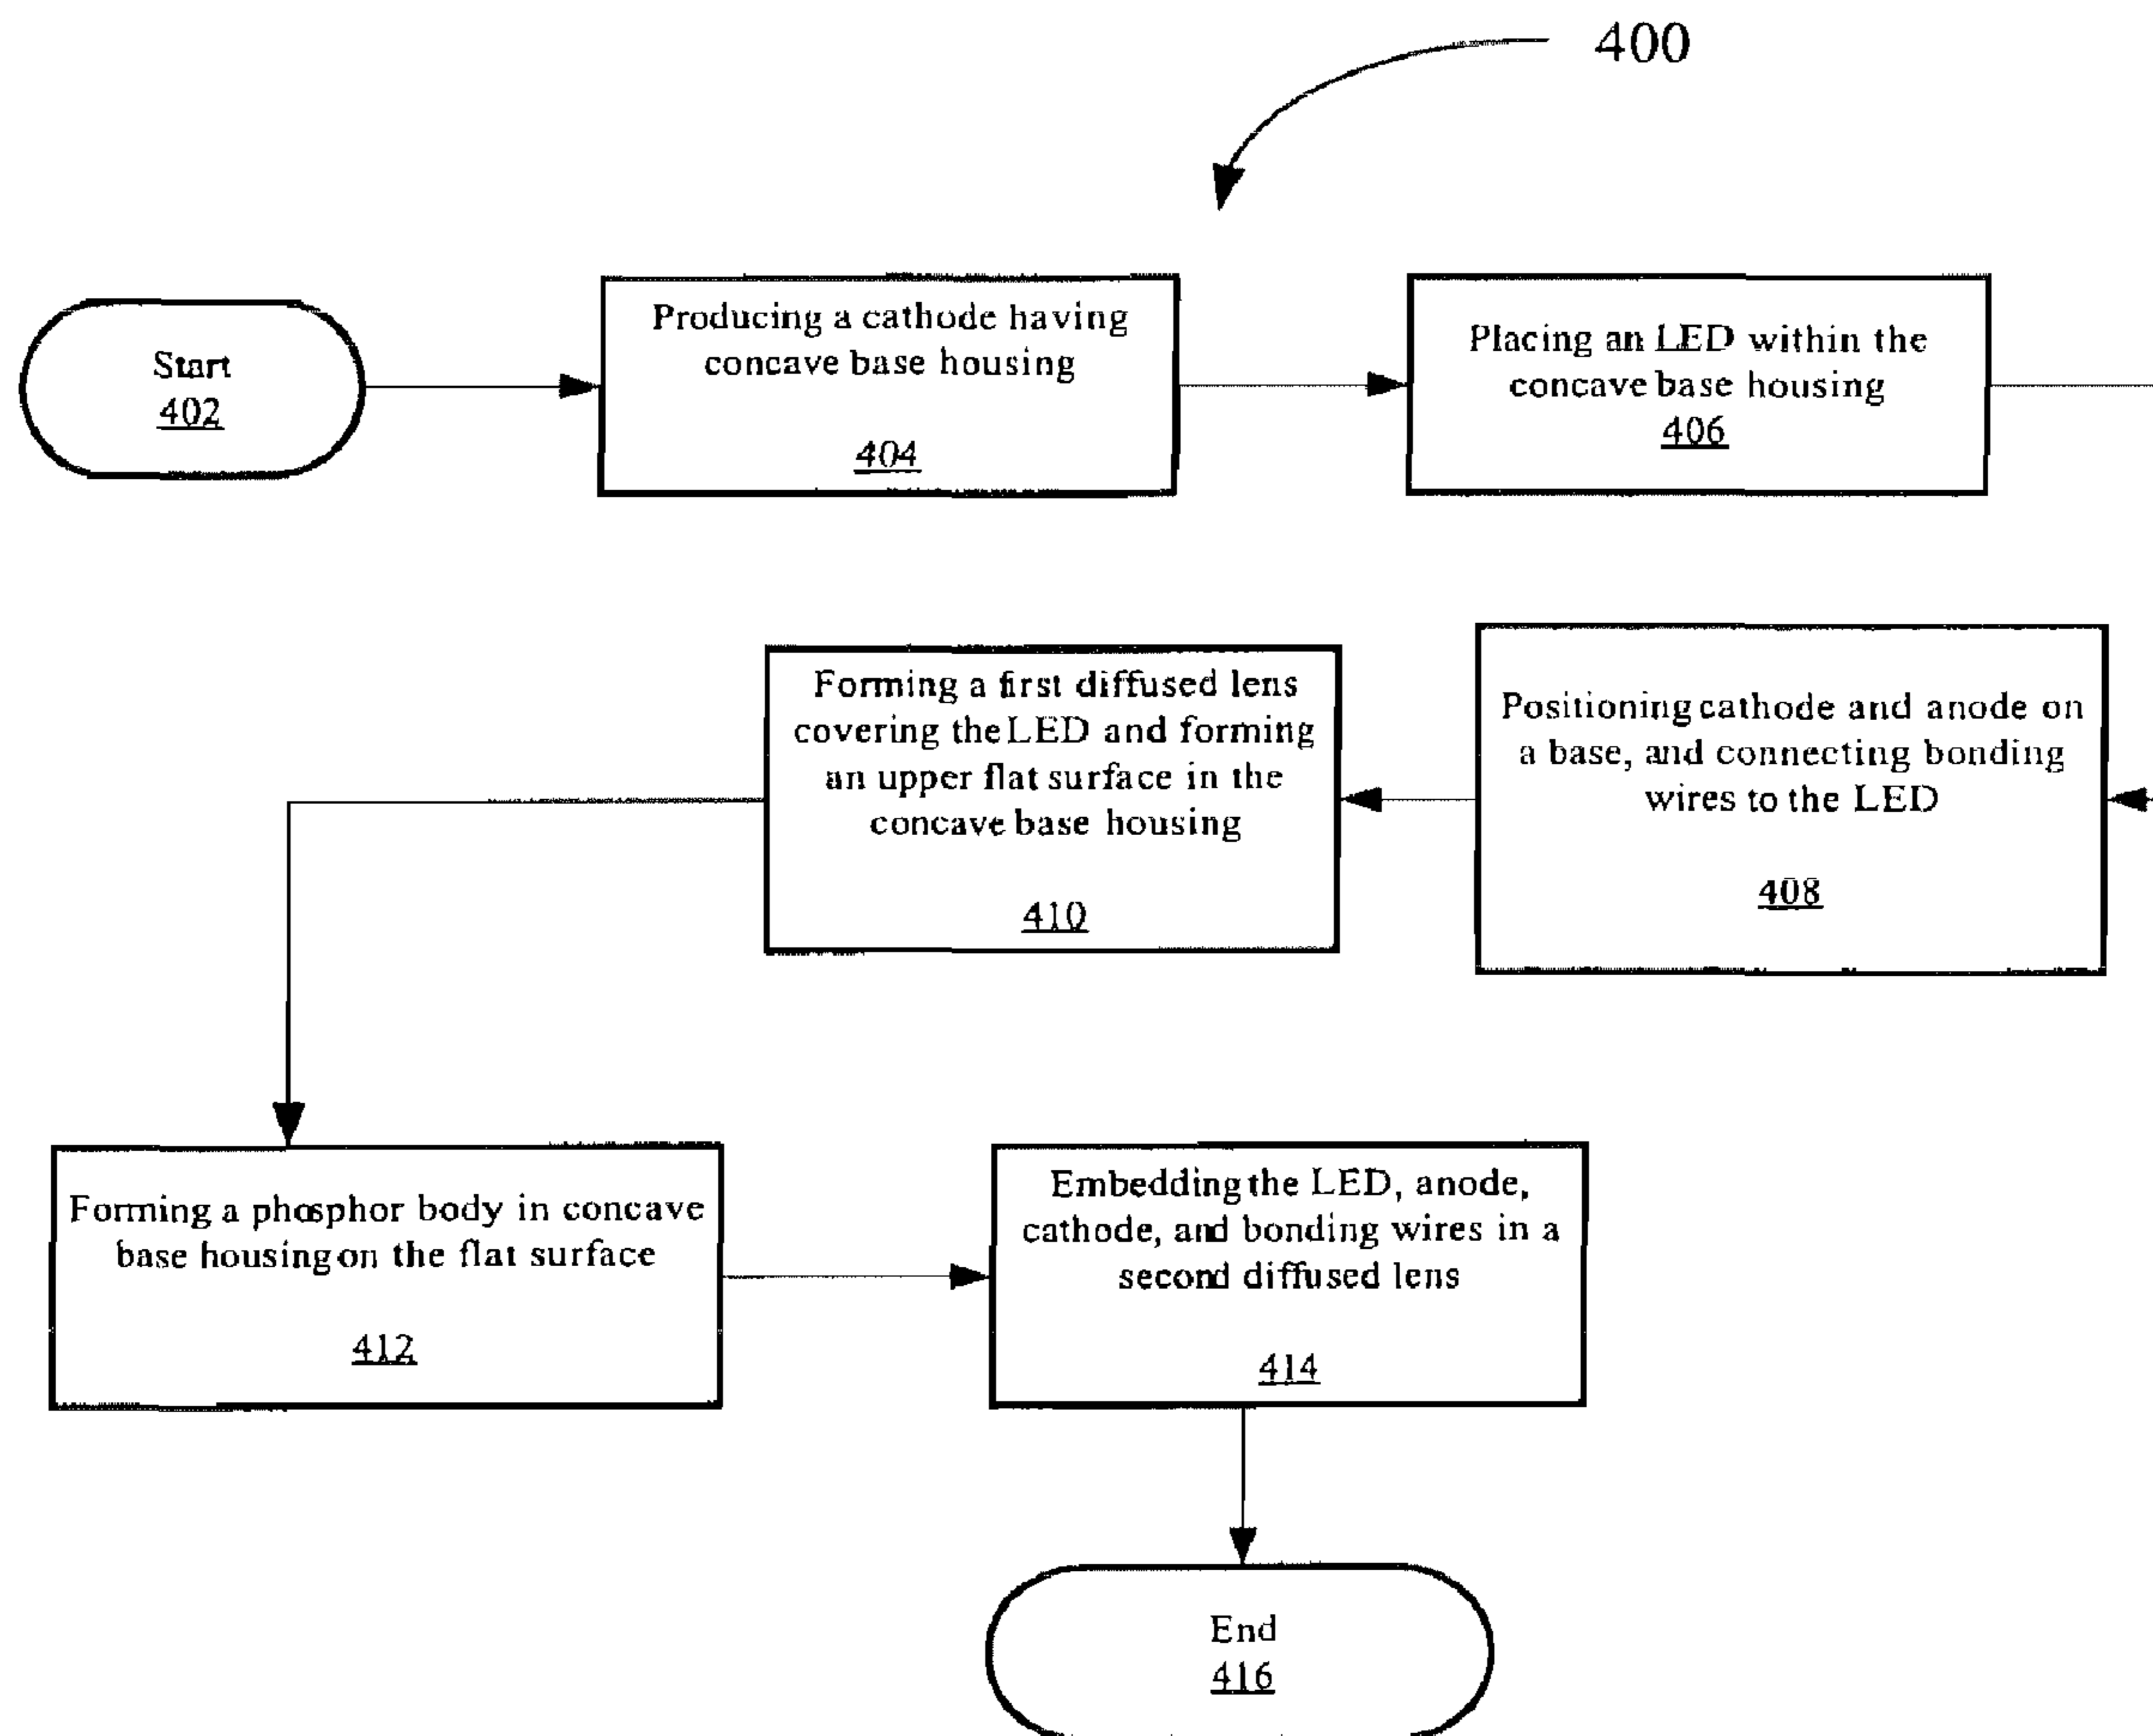 400
Start
402
Producing a cathode having
concave base housing
404
Placing an LED within the
concave base housing
406
Positioning cathode and anode on
a base, and connecting bonding
wires to the LED
408
Forming a first diffused lens
covering the LED and forming
an upper flat surface in the
concave base housing
410
Forming a phosphor body in concave
base housing on the flat surface
412
Embedding the LED, anode,
cathode, and bonding wires in a
second diffused lens
414
End
416